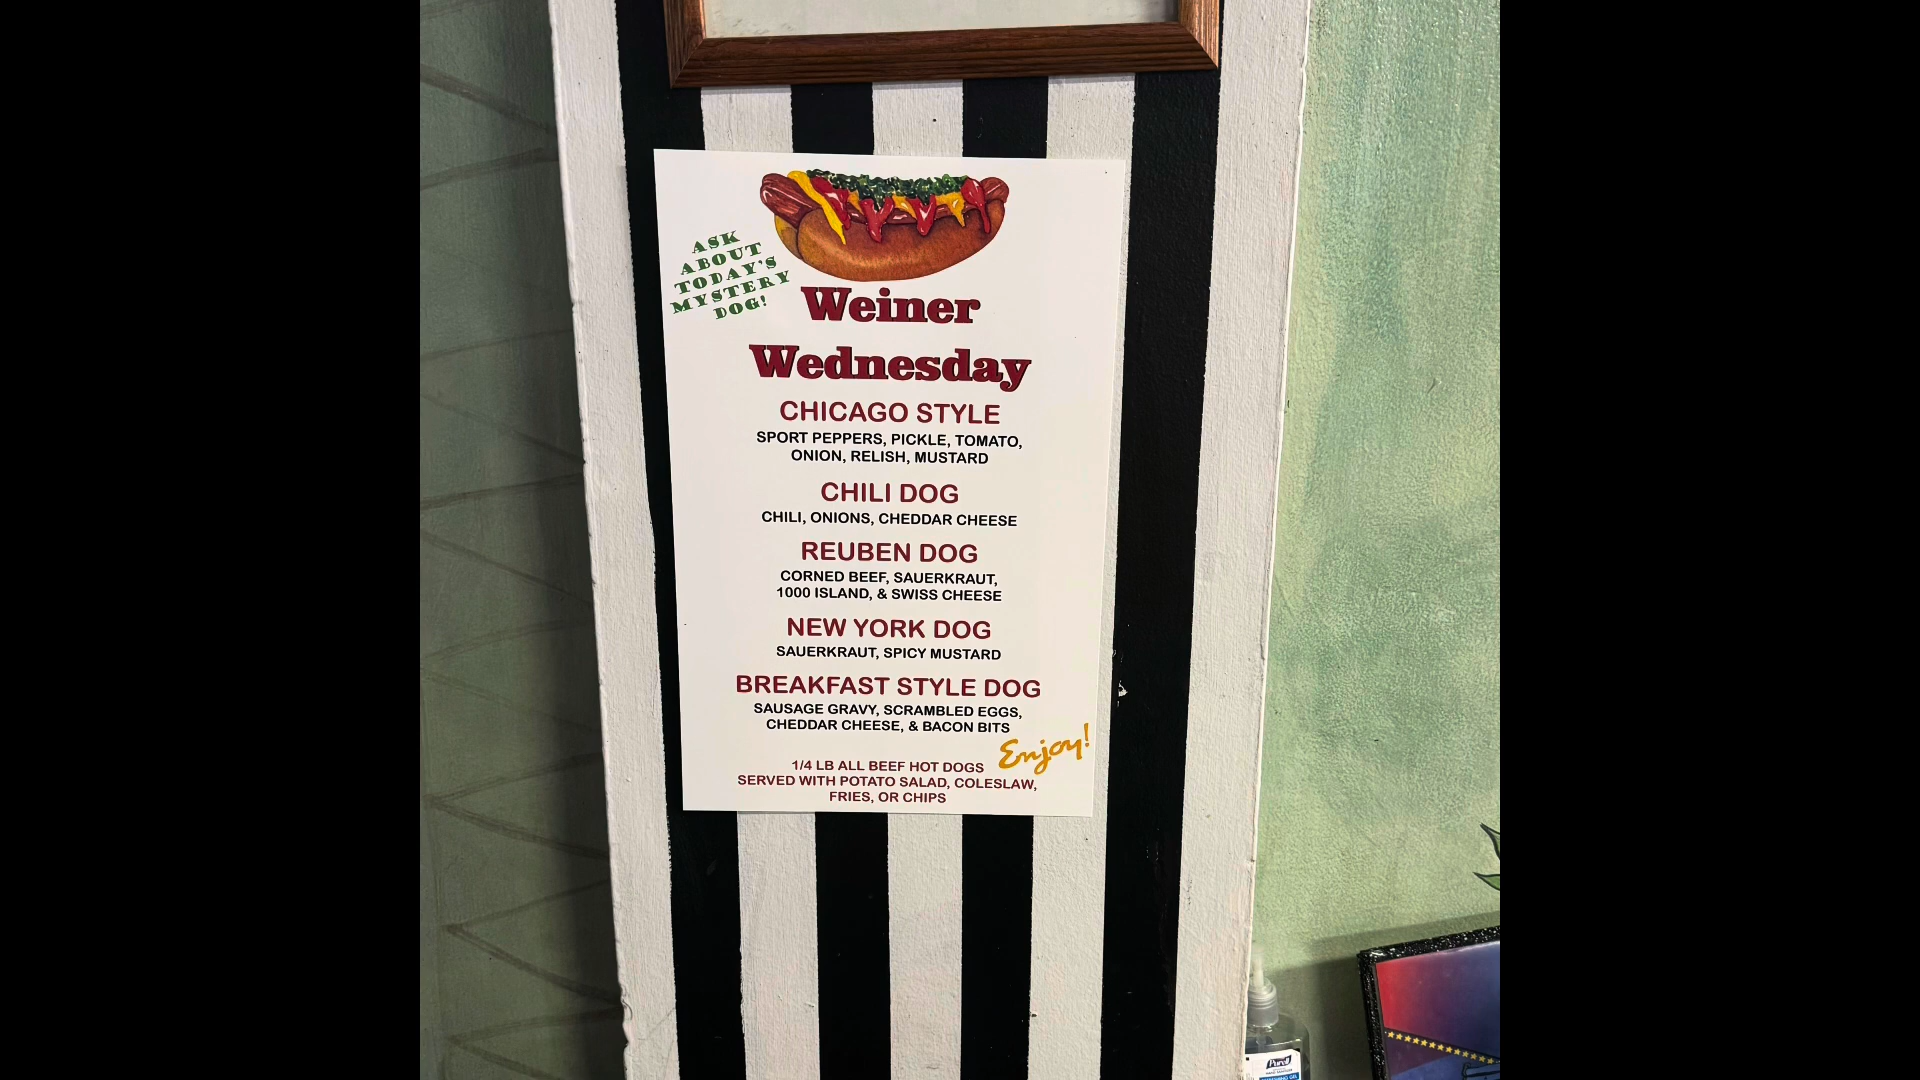 ASK
ABOUT
TODAY'S
MYSTERY
DOG!
Weiner
Wednesday
CHICAGO STYLE
SPORT PEPPERS, PICKLE, TOMATO,
ONION, RELISH, MUSTARD
CHILI DOG
CHILI, ONIONS, CHEDDAR CHEESE
REUBEN DOG
CORNED BEEF, SAUERKRAUT,
1000 ISLAND, & SWISS CHEESE
NEW YORK DOG
SAUERKRAUT, SPICY MUSTARD
BREAKFAST STYLE DOG
SAUSAGE GRAVY, SCRAMBLED EGGS,
CHEDDAR CHEESE, & BACON BITS
Enjoy!
1/4 LB ALL BEEF HOT DOGS
SERVED WITH POTATO SALAD, COLESLAW,
FRIES, OR CHIPS
Purell